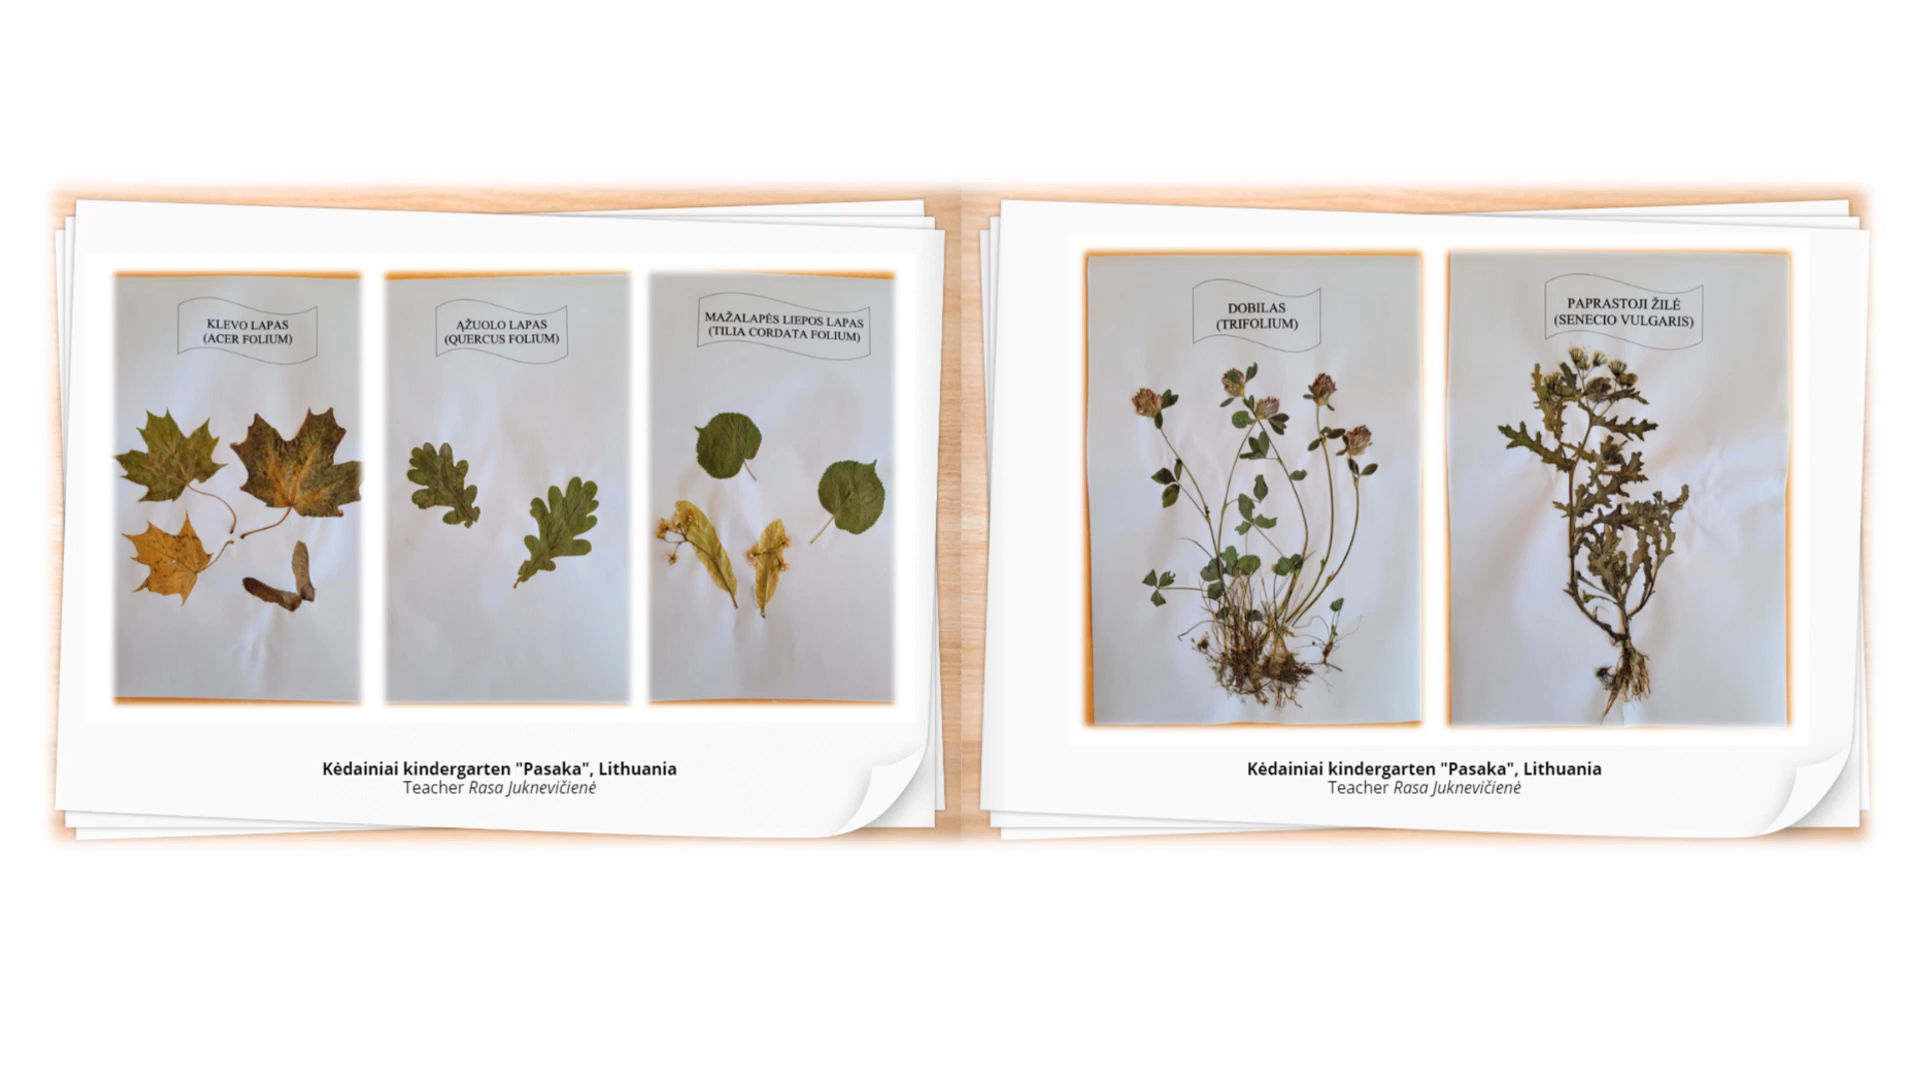 KLEVO LAPAS
(ACER FOLIUM)
ĄŽUOLO LAPAS
(QUERCUS FOLIUM)
MAŽALAPĖS LIEPOS LAPAS
(TILIA CORDATA FOLIUM)
Kėdainiai kindergarten "Pasaka", Lithuania
Teacher Rasa Juknevičienė
DOBILAS
(TRIFOLIUM)
PAPRASTOJI ŽILĖ
(SENECIO VULGARIS)
Kėdainiai kindergarten "Pasaka", Lithuania
Teacher Rasa Juknevičienė